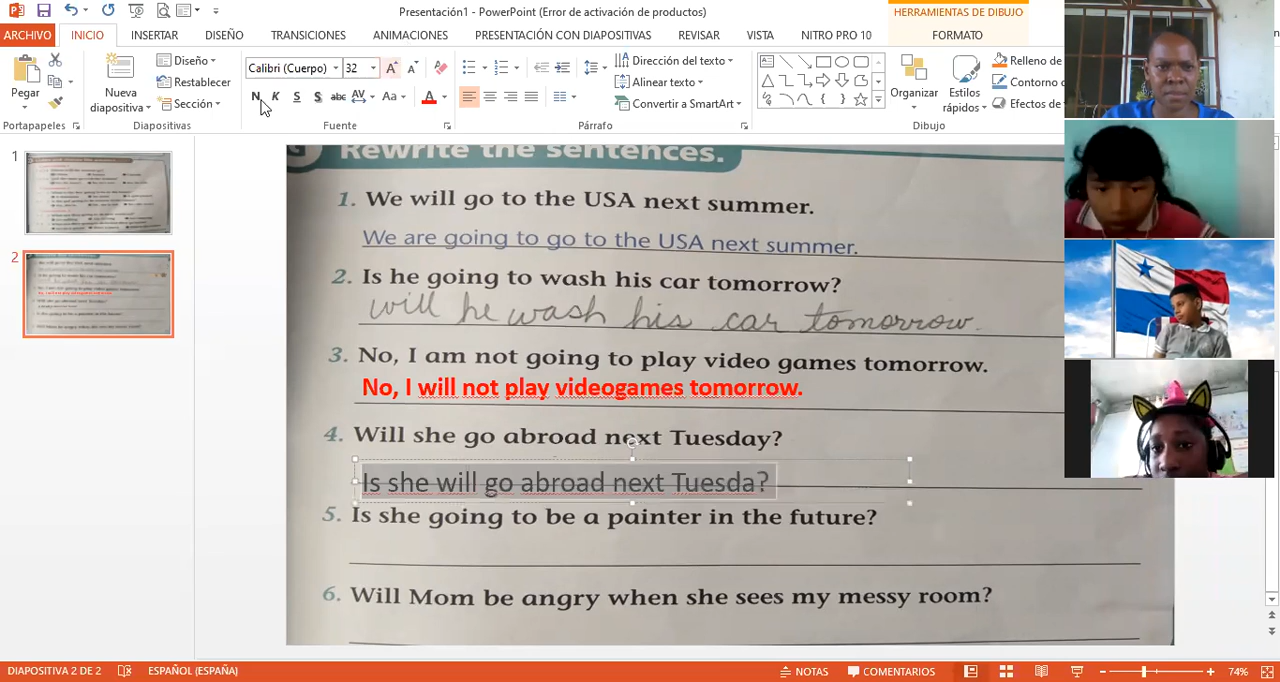 Presentación1 - PowerPoint (Error de activación de productos)
HERRAMIENTAS DE DIBUJO
ARCHIVO INICIO INSERTAR DISEÑO TRANSICIONES ANIMACIONES PRESENTACIÓN CON DIAPOSITIVAS REVISAR VISTA NITRO PRO 10 FORMATO
Pegar
Nueva diapositiva
Diseño
Restablecer
Sección
Calibri (Cuerpo) 32
N K S S abc AV Aa A
Dirección del texto
Alinear texto
Convertir a SmartArt
Organizar
Estilos rápidos
Relleno de
Contorno
Efectos de
Portapapeles Diapositivas Fuente Párrafo Dibujo
1
2
Rewrite the sentences.
1. We will go to the USA next summer.
We are going to go to the USA next summer.
2. Is he going to wash his car tomorrow?
will he wash his car tomorrow.
3. No, I am not going to play video games tomorrow.
No, I will not play videogames tomorrow.
4. Will she go abroad next Tuesday?
Is she will go abroad next Tuesda?
5. Is she going to be a painter in the future?
6. Will Mom be angry when she sees my messy room?
DIAPOSITIVA 2 DE 2 ESPAÑOL (ESPAÑA) NOTAS COMENTARIOS 74%